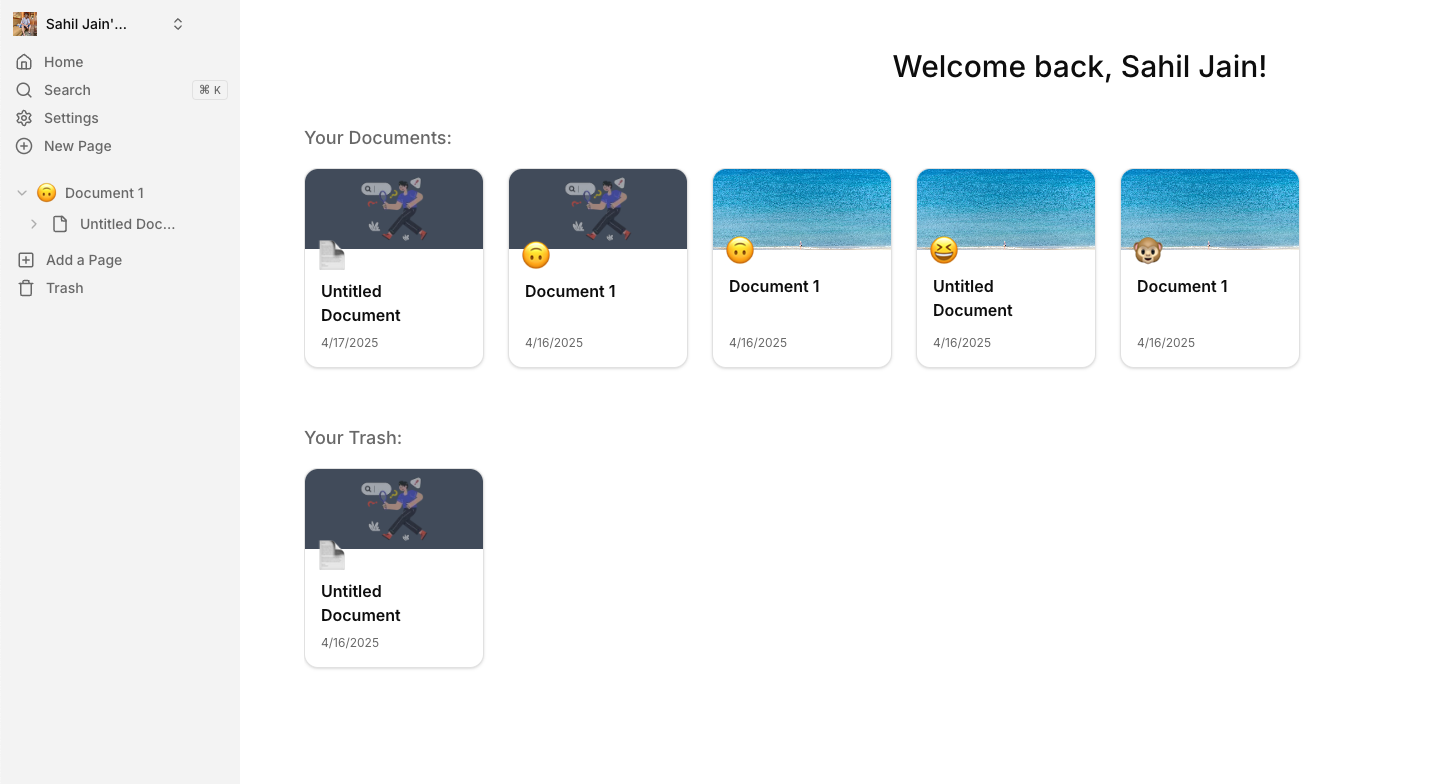 Sahil Jain'...
Home
Search
⌘ K
Settings
New Page
Document 1
Untitled Doc...
Add a Page
Trash
Welcome back, Sahil Jain!
Your Documents:
Untitled
Document
4/17/2025
Document 1
4/16/2025
Document 1
4/16/2025
Untitled
Document
4/16/2025
Document 1
4/16/2025
Your Trash:
Untitled
Document
4/16/2025